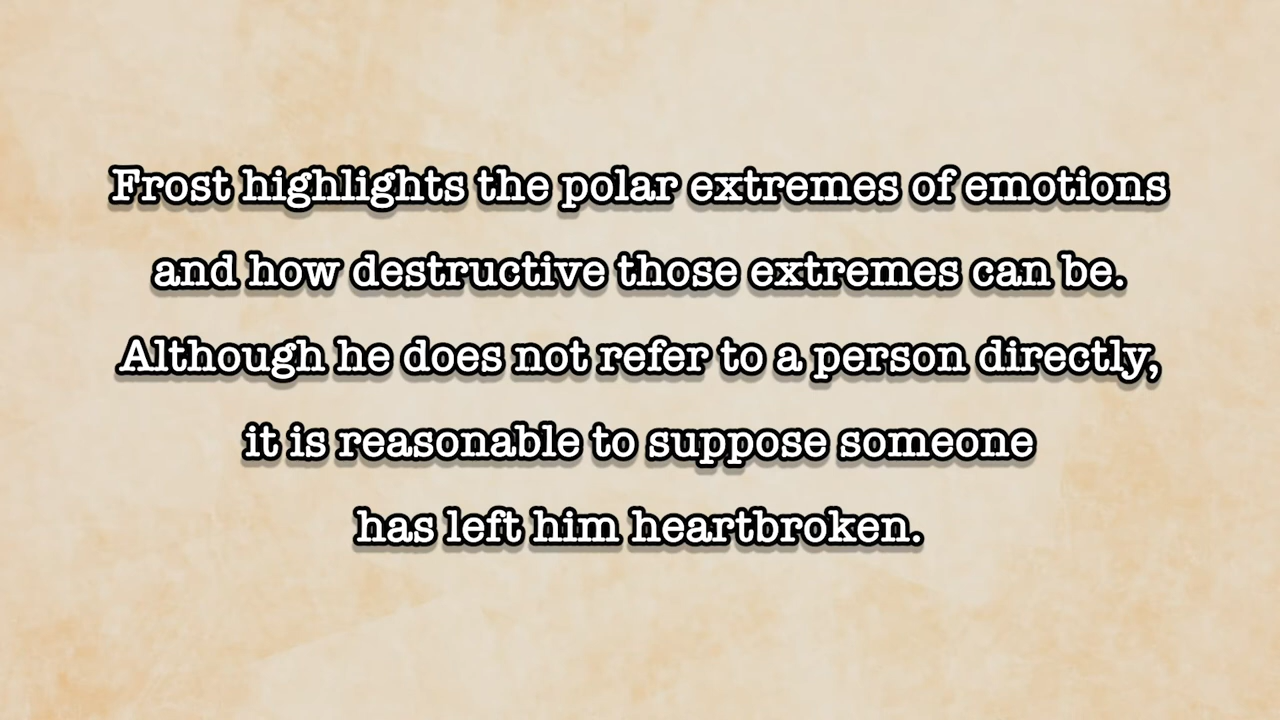 Frost highlights the polar extremes of emotions
and how destructive those extremes can be.
Although he does not refer to a person directly,
it is reasonable to suppose someone
has left him heartbroken.